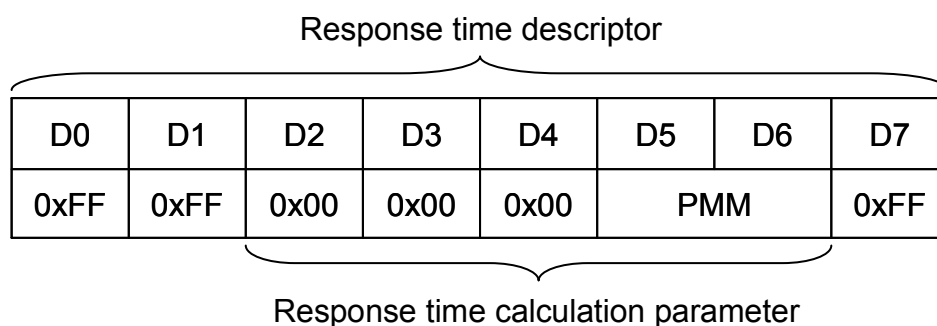 Response time descriptor
D0 D1 D2 D3 D4 D5 D6 D7
0xFF 0xFF 0x00 0x00 0x00 PMM 0xFF
Response time calculation parameter